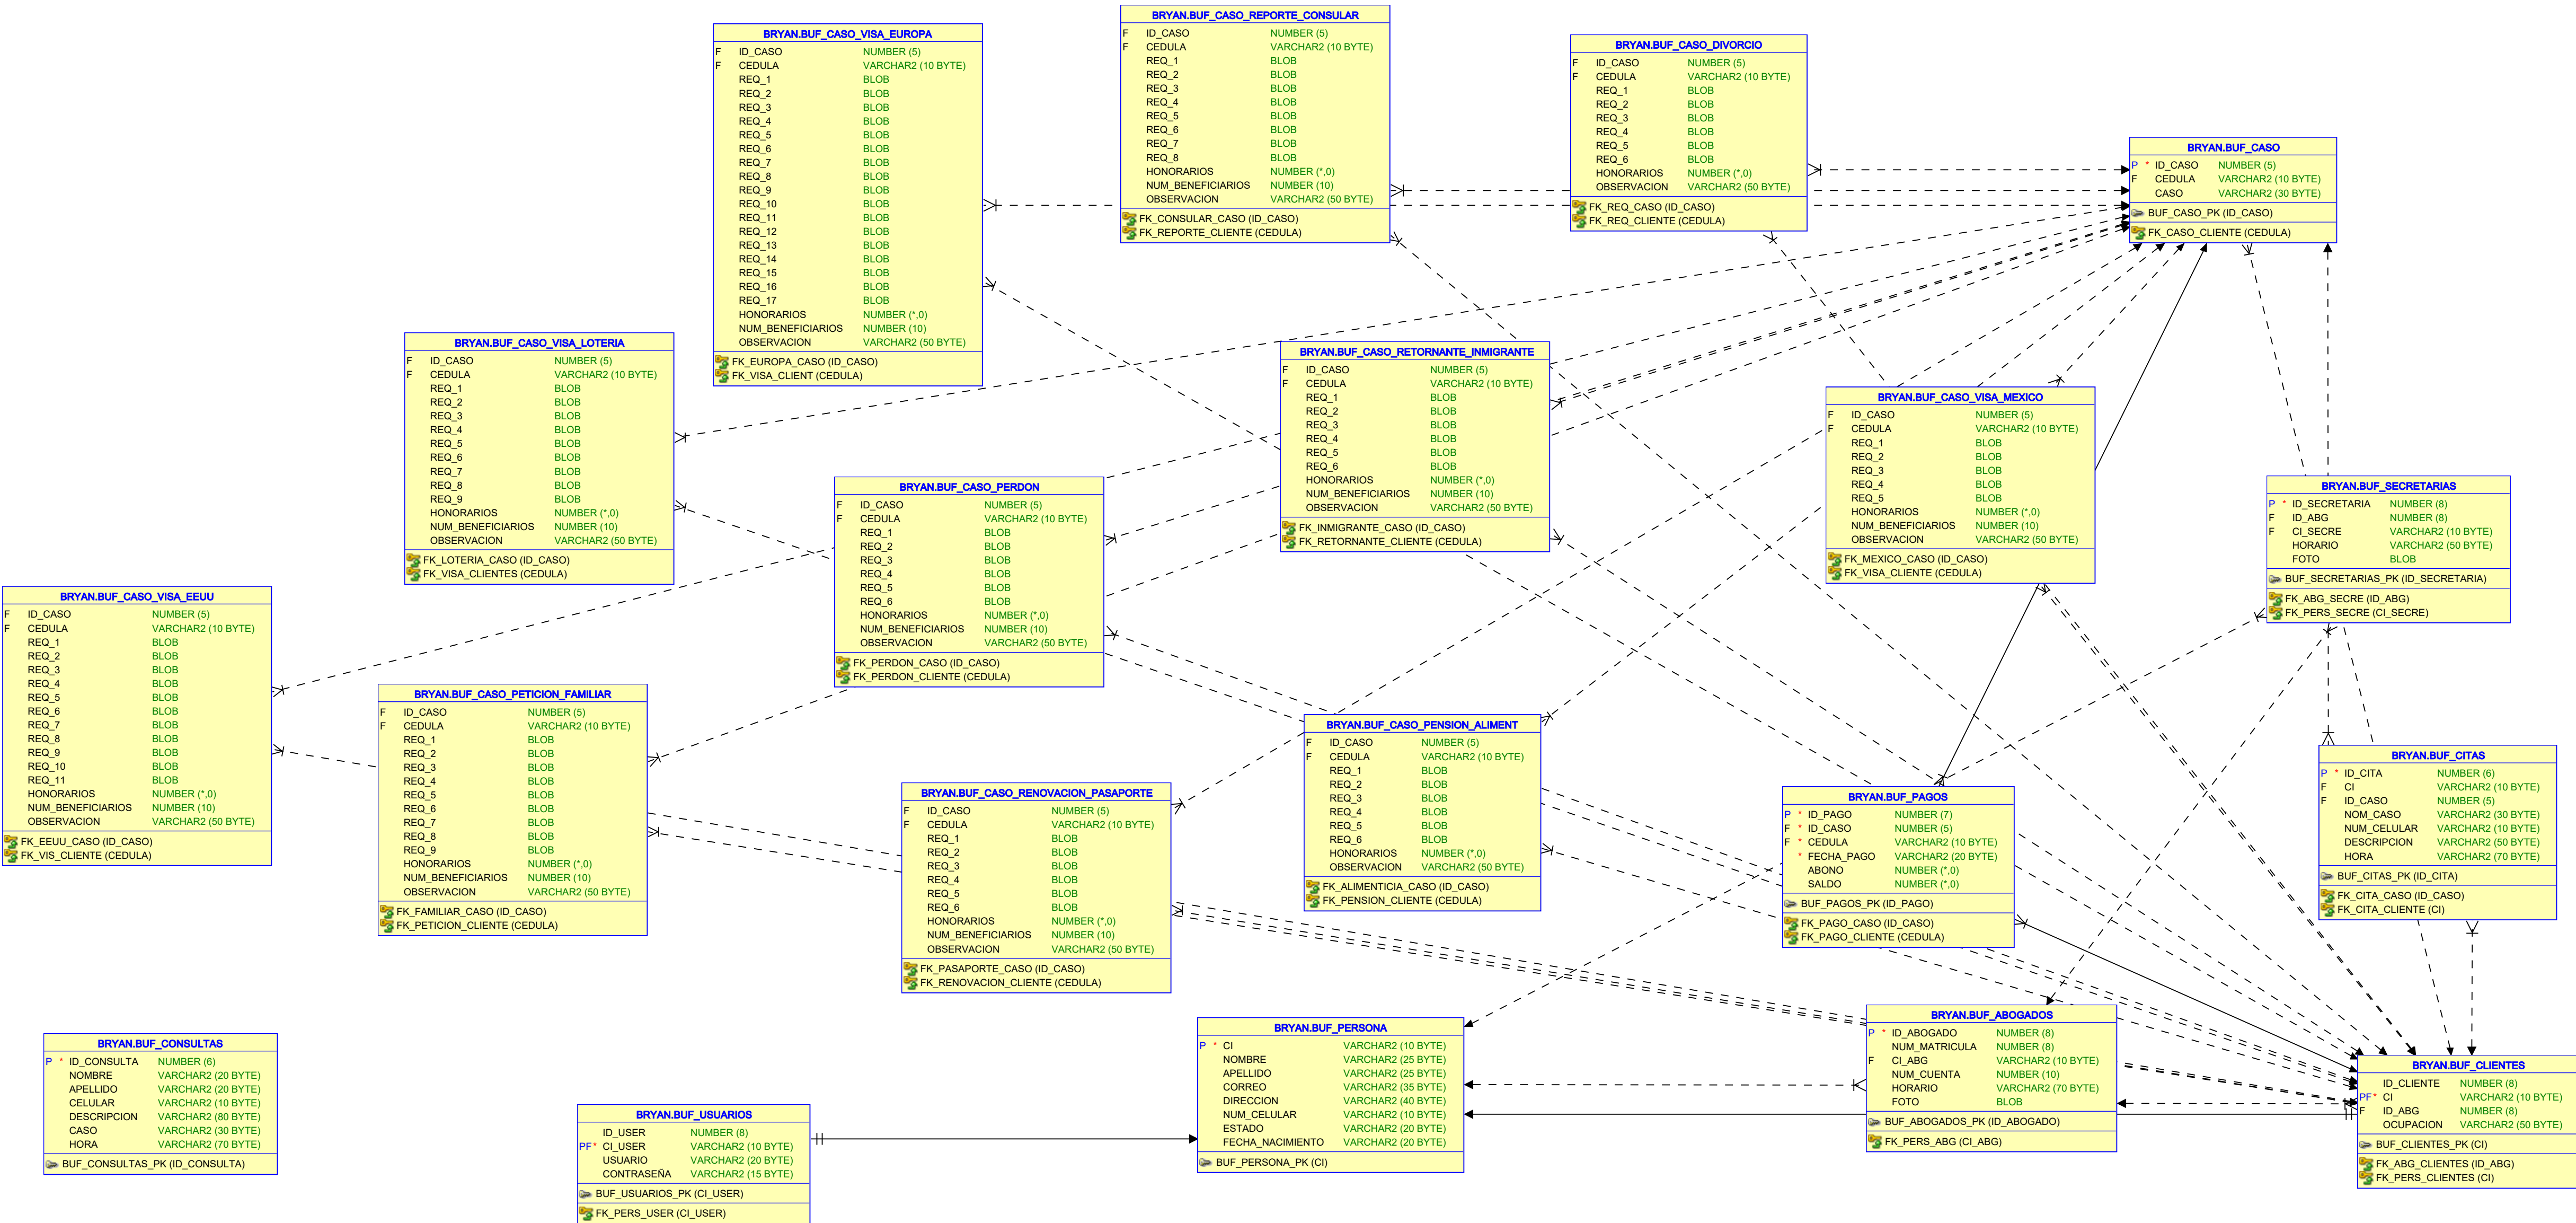 BRYAN.BUF_CASO_VISA_EUROPA
F ID_CASO NUMBER (5)
F CEDULA VARCHAR2 (10 BYTE)
REQ_1 BLOB
REQ_2 BLOB
REQ_3 BLOB
REQ_4 BLOB
REQ_5 BLOB
REQ_6 BLOB
REQ_7 BLOB
REQ_8 BLOB
REQ_9 BLOB
REQ_10 BLOB
REQ_11 BLOB
REQ_12 BLOB
REQ_13 BLOB
REQ_14 BLOB
REQ_15 BLOB
REQ_16 BLOB
REQ_17 BLOB
HONORARIOS NUMBER (*,0)
NUM_BENEFICIARIOS NUMBER (10)
OBSERVACION VARCHAR2 (50 BYTE)
FK_EUROPA_CASO (ID_CASO)
FK_VISA_CLIENT (CEDULA)
BRYAN.BUF_CASO_REPORTE_CONSULAR
F ID_CASO NUMBER (5)
F CEDULA VARCHAR2 (10 BYTE)
REQ_1 BLOB
REQ_2 BLOB
REQ_3 BLOB
REQ_4 BLOB
REQ_5 BLOB
REQ_6 BLOB
REQ_7 BLOB
REQ_8 BLOB
HONORARIOS NUMBER (*,0)
NUM_BENEFICIARIOS NUMBER (10)
OBSERVACION VARCHAR2 (50 BYTE)
FK_CONSULAR_CASO (ID_CASO)
FK_REPORTE_CLIENTE (CEDULA)
BRYAN.BUF_CASO_DIVORCIO
F ID_CASO NUMBER (5)
F CEDULA VARCHAR2 (10 BYTE)
REQ_1 BLOB
REQ_2 BLOB
REQ_3 BLOB
REQ_4 BLOB
REQ_5 BLOB
REQ_6 BLOB
HONORARIOS NUMBER (*,0)
OBSERVACION VARCHAR2 (50 BYTE)
FK_REQ_CASO (ID_CASO)
FK_REQ_CLIENTE (CEDULA)
BRYAN.BUF_CASO
P * ID_CASO NUMBER (5)
F CEDULA VARCHAR2 (10 BYTE)
CASO VARCHAR2 (30 BYTE)
BUF_CASO_PK (ID_CASO)
FK_CASO_CLIENTE (CEDULA)
BRYAN.BUF_CASO_VISA_LOTERIA
F ID_CASO NUMBER (5)
F CEDULA VARCHAR2 (10 BYTE)
REQ_1 BLOB
REQ_2 BLOB
REQ_3 BLOB
REQ_4 BLOB
REQ_5 BLOB
REQ_6 BLOB
REQ_7 BLOB
REQ_8 BLOB
REQ_9 BLOB
HONORARIOS NUMBER (*,0)
NUM_BENEFICIARIOS NUMBER (10)
OBSERVACION VARCHAR2 (50 BYTE)
FK_LOTERIA_CASO (ID_CASO)
FK_VISA_CLIENTES (CEDULA)
BRYAN.BUF_CASO_RETORNANTE_INMIGRANTE
F ID_CASO NUMBER (5)
F CEDULA VARCHAR2 (10 BYTE)
REQ_1 BLOB
REQ_2 BLOB
REQ_3 BLOB
REQ_4 BLOB
REQ_5 BLOB
REQ_6 BLOB
HONORARIOS NUMBER (*,0)
NUM_BENEFICIARIOS NUMBER (10)
OBSERVACION VARCHAR2 (50 BYTE)
FK_INMIGRANTE_CASO (ID_CASO)
FK_RETORNANTE_CLIENTE (CEDULA)
BRYAN.BUF_CASO_VISA_MEXICO
F ID_CASO NUMBER (5)
F CEDULA VARCHAR2 (10 BYTE)
REQ_1 BLOB
REQ_2 BLOB
REQ_3 BLOB
REQ_4 BLOB
REQ_5 BLOB
HONORARIOS NUMBER (*,0)
NUM_BENEFICIARIOS NUMBER (10)
OBSERVACION VARCHAR2 (50 BYTE)
FK_MEXICO_CASO (ID_CASO)
FK_VISA_CLIENTE (CEDULA)
BRYAN.BUF_CASO_PERDON
F ID_CASO NUMBER (5)
F CEDULA VARCHAR2 (10 BYTE)
REQ_1 BLOB
REQ_2 BLOB
REQ_3 BLOB
REQ_4 BLOB
REQ_5 BLOB
REQ_6 BLOB
HONORARIOS NUMBER (*,0)
NUM_BENEFICIARIOS NUMBER (10)
OBSERVACION VARCHAR2 (50 BYTE)
FK_PERDON_CASO (ID_CASO)
FK_PERDON_CLIENTE (CEDULA)
BRYAN.BUF_SECRETARIAS
P * ID_SECRETARIA NUMBER (8)
F ID_ABG NUMBER (8)
F CI_SECRE VARCHAR2 (10 BYTE)
HORARIO VARCHAR2 (50 BYTE)
FOTO BLOB
BUF_SECRETARIAS_PK (ID_SECRETARIA)
FK_ABG_SECRE (ID_ABG)
FK_PERS_SECRE (CI_SECRE)
BRYAN.BUF_CASO_VISA_EEUU
F ID_CASO NUMBER (5)
F CEDULA VARCHAR2 (10 BYTE)
REQ_1 BLOB
REQ_2 BLOB
REQ_3 BLOB
REQ_4 BLOB
REQ_5 BLOB
REQ_6 BLOB
REQ_7 BLOB
REQ_8 BLOB
REQ_9 BLOB
REQ_10 BLOB
REQ_11 BLOB
HONORARIOS NUMBER (*,0)
NUM_BENEFICIARIOS NUMBER (10)
OBSERVACION VARCHAR2 (50 BYTE)
FK_EEUU_CASO (ID_CASO)
FK_VIS_CLIENTE (CEDULA)
BRYAN.BUF_CASO_PETICION_FAMILIAR
F ID_CASO NUMBER (5)
F CEDULA VARCHAR2 (10 BYTE)
REQ_1 BLOB
REQ_2 BLOB
REQ_3 BLOB
REQ_4 BLOB
REQ_5 BLOB
REQ_6 BLOB
REQ_7 BLOB
REQ_8 BLOB
REQ_9 BLOB
HONORARIOS NUMBER (*,0)
NUM_BENEFICIARIOS NUMBER (10)
OBSERVACION VARCHAR2 (50 BYTE)
FK_FAMILIAR_CASO (ID_CASO)
FK_PETICION_CLIENTE (CEDULA)
BRYAN.BUF_CASO_RENOVACION_PASAPORTE
F ID_CASO NUMBER (5)
F CEDULA VARCHAR2 (10 BYTE)
REQ_1 BLOB
REQ_2 BLOB
REQ_3 BLOB
REQ_4 BLOB
REQ_5 BLOB
REQ_6 BLOB
HONORARIOS NUMBER (*,0)
NUM_BENEFICIARIOS NUMBER (10)
OBSERVACION VARCHAR2 (50 BYTE)
FK_PASAPORTE_CASO (ID_CASO)
FK_RENOVACION_CLIENTE (CEDULA)
BRYAN.BUF_CASO_PENSION_ALIMENT
F ID_CASO NUMBER (5)
F CEDULA VARCHAR2 (10 BYTE)
REQ_1 BLOB
REQ_2 BLOB
REQ_3 BLOB
REQ_4 BLOB
REQ_5 BLOB
REQ_6 BLOB
HONORARIOS NUMBER (*,0)
OBSERVACION VARCHAR2 (50 BYTE)
FK_ALIMENTICIA_CASO (ID_CASO)
FK_PENSION_CLIENTE (CEDULA)
BRYAN.BUF_PAGOS
P * ID_PAGO NUMBER (7)
F * ID_CASO NUMBER (5)
F * CEDULA VARCHAR2 (10 BYTE)
* FECHA_PAGO VARCHAR2 (20 BYTE)
ABONO NUMBER (*,0)
SALDO NUMBER (*,0)
BUF_PAGOS_PK (ID_PAGO)
FK_PAGO_CASO (ID_CASO)
FK_PAGO_CLIENTE (CEDULA)
BRYAN.BUF_CITAS
P * ID_CITA NUMBER (6)
F CI VARCHAR2 (10 BYTE)
F ID_CASO NUMBER (5)
NOM_CASO VARCHAR2 (30 BYTE)
NUM_CELULAR VARCHAR2 (10 BYTE)
DESCRIPCION VARCHAR2 (50 BYTE)
HORA VARCHAR2 (70 BYTE)
BUF_CITAS_PK (ID_CITA)
FK_CITA_CASO (ID_CASO)
FK_CITA_CLIENTE (CI)
BRYAN.BUF_CONSULTAS
P * ID_CONSULTA NUMBER (6)
NOMBRE VARCHAR2 (20 BYTE)
APELLIDO VARCHAR2 (20 BYTE)
CELULAR VARCHAR2 (10 BYTE)
DESCRIPCION VARCHAR2 (80 BYTE)
CASO VARCHAR2 (30 BYTE)
HORA VARCHAR2 (70 BYTE)
BUF_CONSULTAS_PK (ID_CONSULTA)
BRYAN.BUF_USUARIOS
ID_USER NUMBER (8)
PF* CI_USER VARCHAR2 (10 BYTE)
USUARIO VARCHAR2 (20 BYTE)
CONTRASEÑA VARCHAR2 (15 BYTE)
BUF_USUARIOS_PK (CI_USER)
FK_PERS_USER (CI_USER)
BRYAN.BUF_PERSONA
P * CI VARCHAR2 (10 BYTE)
NOMBRE VARCHAR2 (25 BYTE)
APELLIDO VARCHAR2 (25 BYTE)
CORREO VARCHAR2 (35 BYTE)
DIRECCION VARCHAR2 (40 BYTE)
NUM_CELULAR VARCHAR2 (10 BYTE)
ESTADO VARCHAR2 (20 BYTE)
FECHA_NACIMIENTO VARCHAR2 (20 BYTE)
BUF_PERSONA_PK (CI)
BRYAN.BUF_ABOGADOS
P * ID_ABOGADO NUMBER (8)
NUM_MATRICULA NUMBER (8)
F CI_ABG VARCHAR2 (10 BYTE)
NUM_CUENTA NUMBER (10)
HORARIO VARCHAR2 (70 BYTE)
FOTO BLOB
BUF_ABOGADOS_PK (ID_ABOGADO)
FK_PERS_ABG (CI_ABG)
BRYAN.BUF_CLIENTES
ID_CLIENTE NUMBER (8)
PF* CI VARCHAR2 (10 BYTE)
F ID_ABG NUMBER (8)
OCUPACION VARCHAR2 (50 BYTE)
BUF_CLIENTES_PK (CI)
FK_ABG_CLIENTES (ID_ABG)
FK_PERS_CLIENTES (CI)